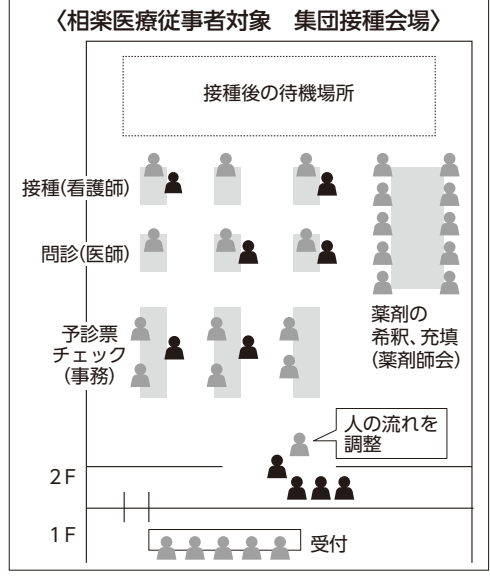 〈相楽医療従事者対象　集団接種会場〉
接種後の待機場所
接種(看護師)
問診(医師)
予診票
チェック
(事務)
薬剤の
希釈、充填
(薬剤師会)
人の流れを
調整
2F
1F
受付